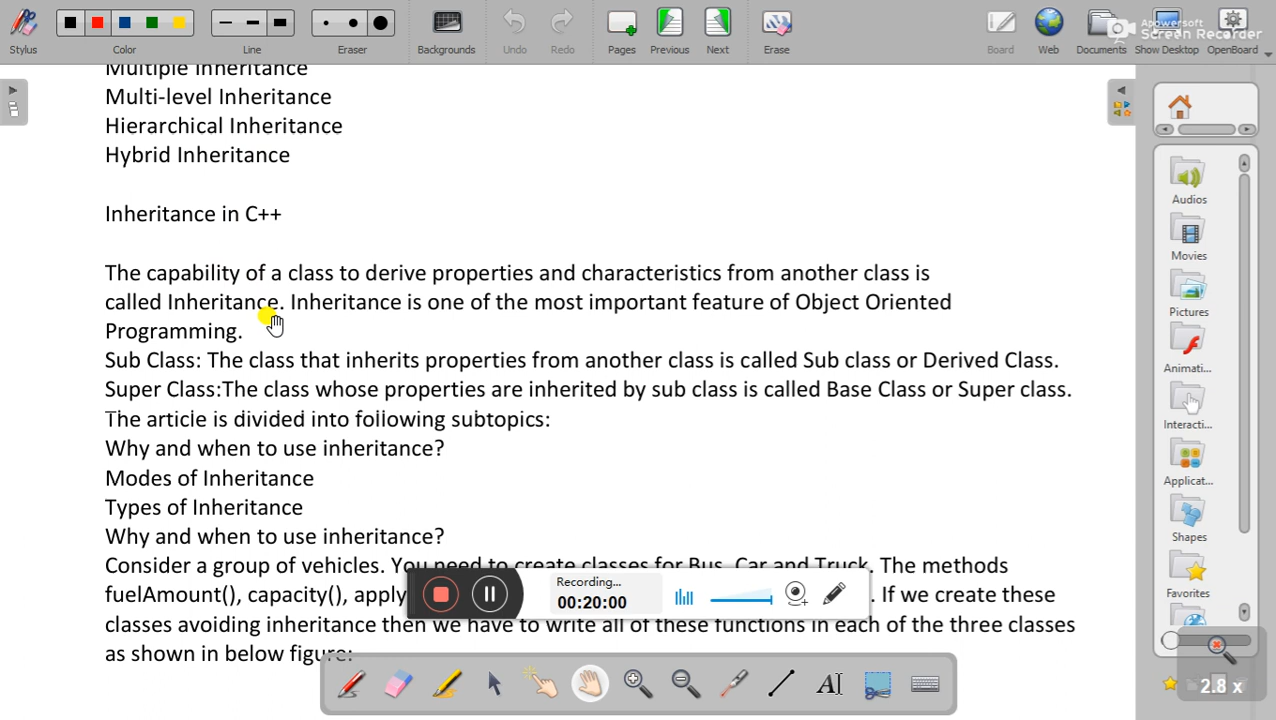 Stylus
Color
Line
Eraser
Backgrounds
Undo
Redo
Pages
Previous
Next
Erase
Board
Web
Documents
Show Desktop
OpenBoard
Apowersoft
Screen Recorder
Multiple Inheritance
Multi-level Inheritance
Hierarchical Inheritance
Hybrid Inheritance
Inheritance in C++
The capability of a class to derive properties and characteristics from another class is
called Inheritance. Inheritance is one of the most important feature of Object Oriented
Programming.
Sub Class: The class that inherits properties from another class is called Sub class or Derived Class.
Super Class:The class whose properties are inherited by sub class is called Base Class or Super class.
The article is divided into following subtopics:
Why and when to use inheritance?
Modes of Inheritance
Types of Inheritance
Why and when to use inheritance?
Consider a group of vehicles. You need to create classes for Bus, Car and Truck. The methods
fuelAmount(), capacity(), apply . If we create these
classes avoiding inheritance then we have to write all of these functions in each of the three classes
as shown in below figure:
Recording...
00:20:00
AI
Audios
Movies
Pictures
Animati...
Interacti...
Applicat...
Shapes
Favorites
2.8 x